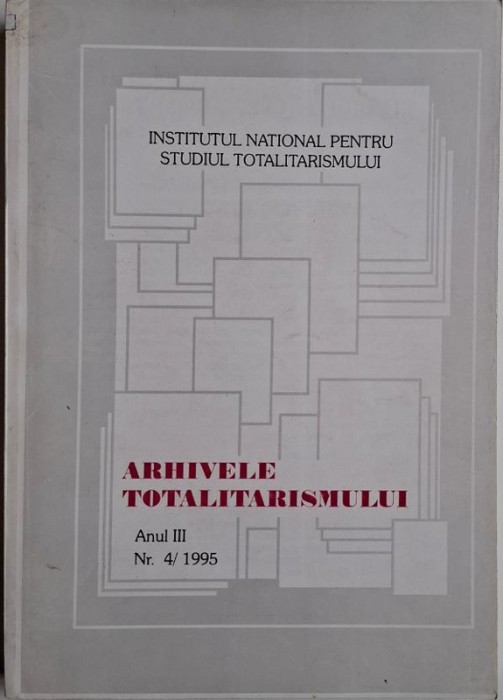 INSTITUTUL NATIONAL PENTRU
STUDIUL TOTALITARISMULUI
ARHIVELE
TOTALITARISMULUI
Anul III
Nr. 4/ 1995